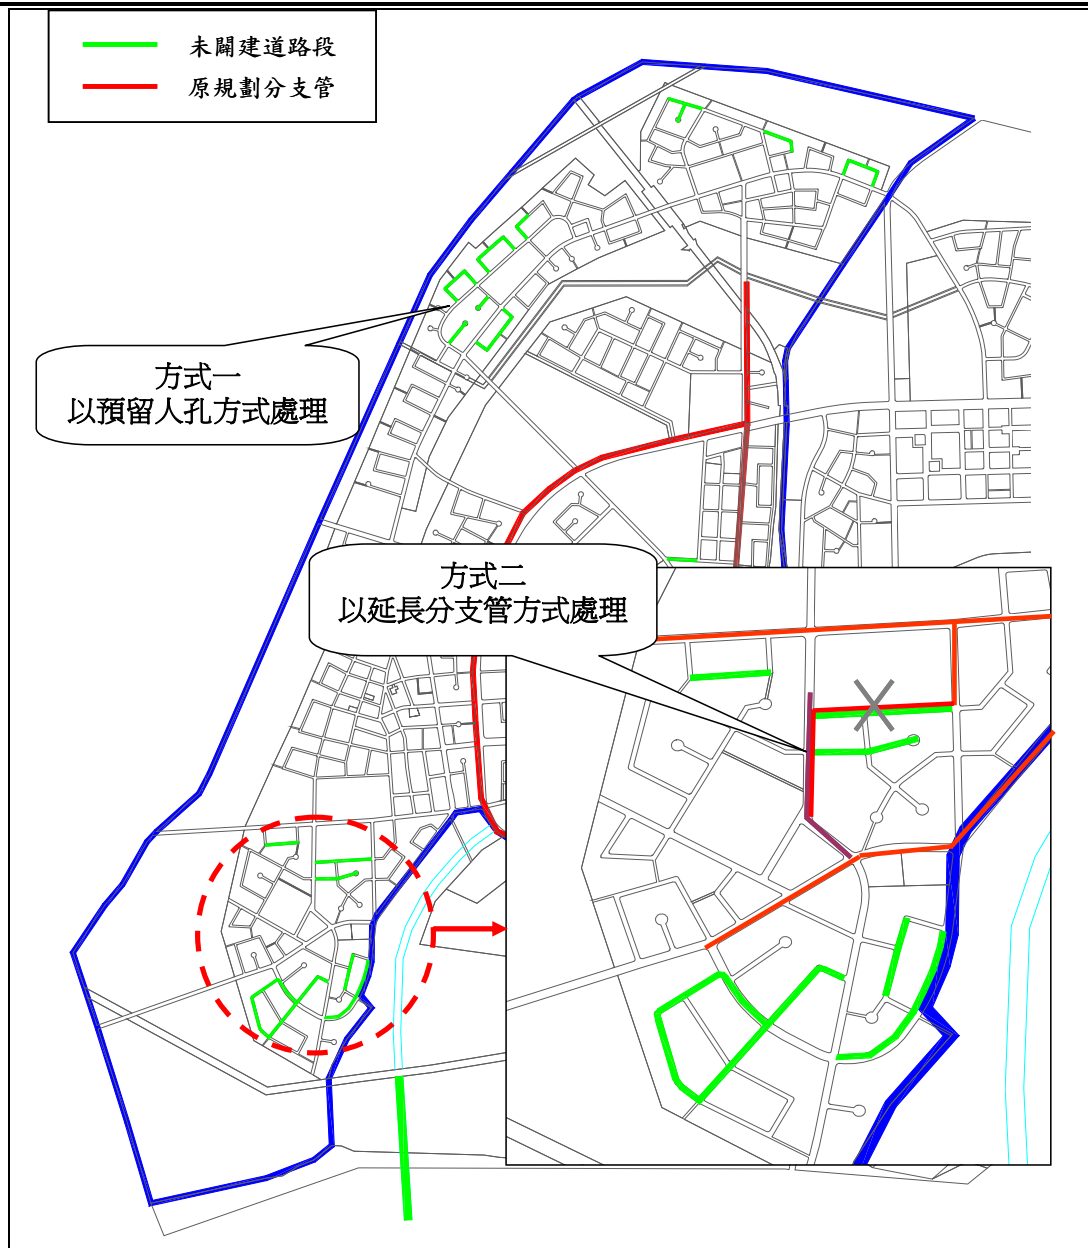 未闢建道路段
原規劃分支管
方式一
以預留人孔方式處理
方式二
以延長分支管方式處理